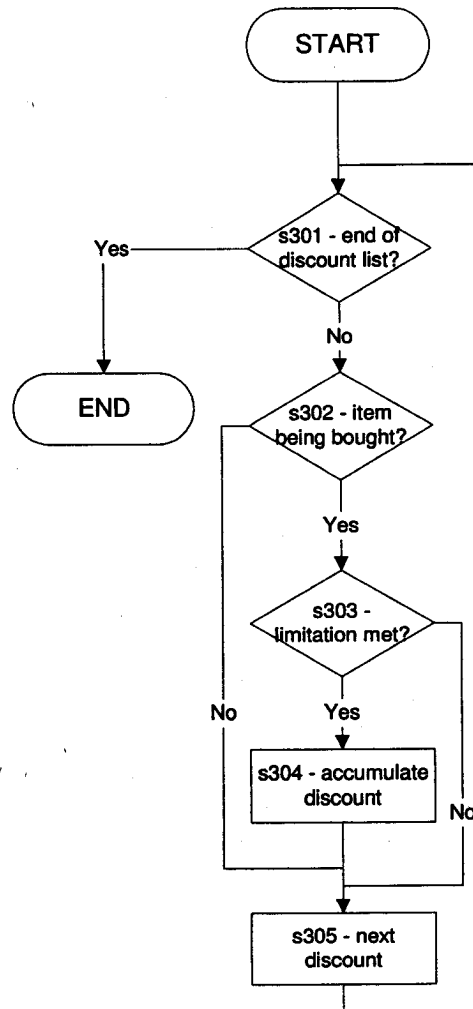 START
s301 - end of
discount list?
Yes
No
END
s302 - item
being bought?
Yes
s303 -
limitation met?
No
Yes
s304 - accumulate
discount
No
s305 - next
discount